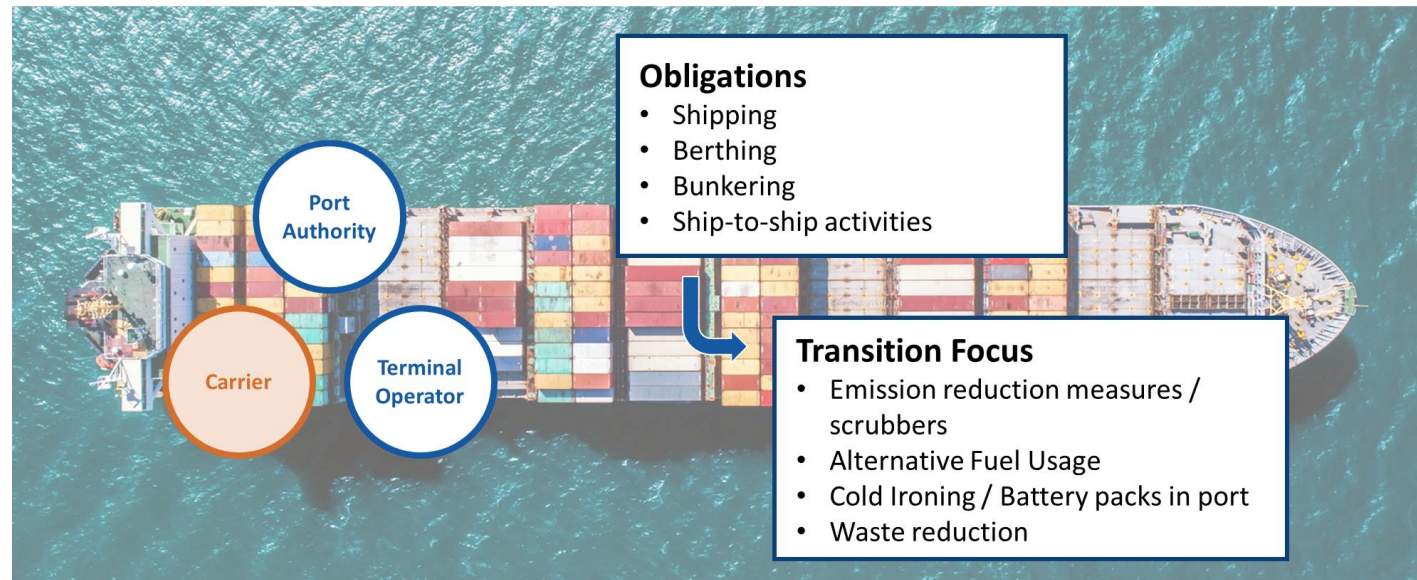 Port
Authority
Carrier
Terminal
Operator
Obligations
• Shipping
• Berthing
• Bunkering
• Ship-to-ship activities
Transition Focus
• Emission reduction measures /
scrubbers
• Alternative Fuel Usage
• Cold Ironing / Battery packs in port
• Waste reduction